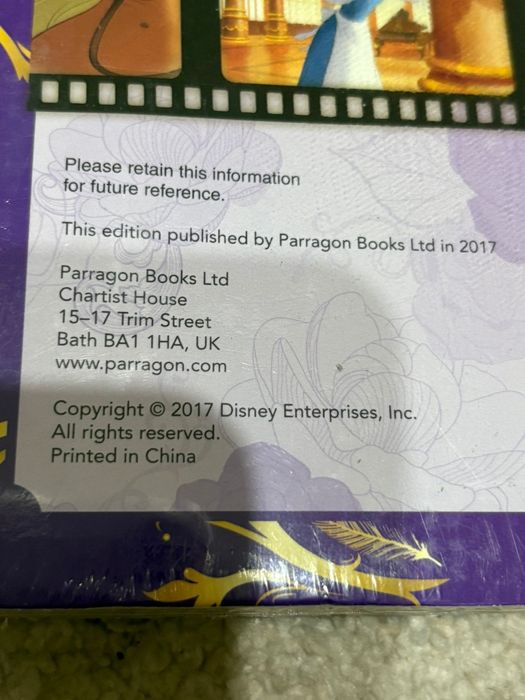 Please retain this information
for future reference.
This edition published by Parragon Books Ltd in 2017
Parragon Books Ltd
Chartist House
15–17 Trim Street
Bath BA1 1HA, UK
www.parragon.com
Copyright © 2017 Disney Enterprises, Inc.
All rights reserved.
Printed in China